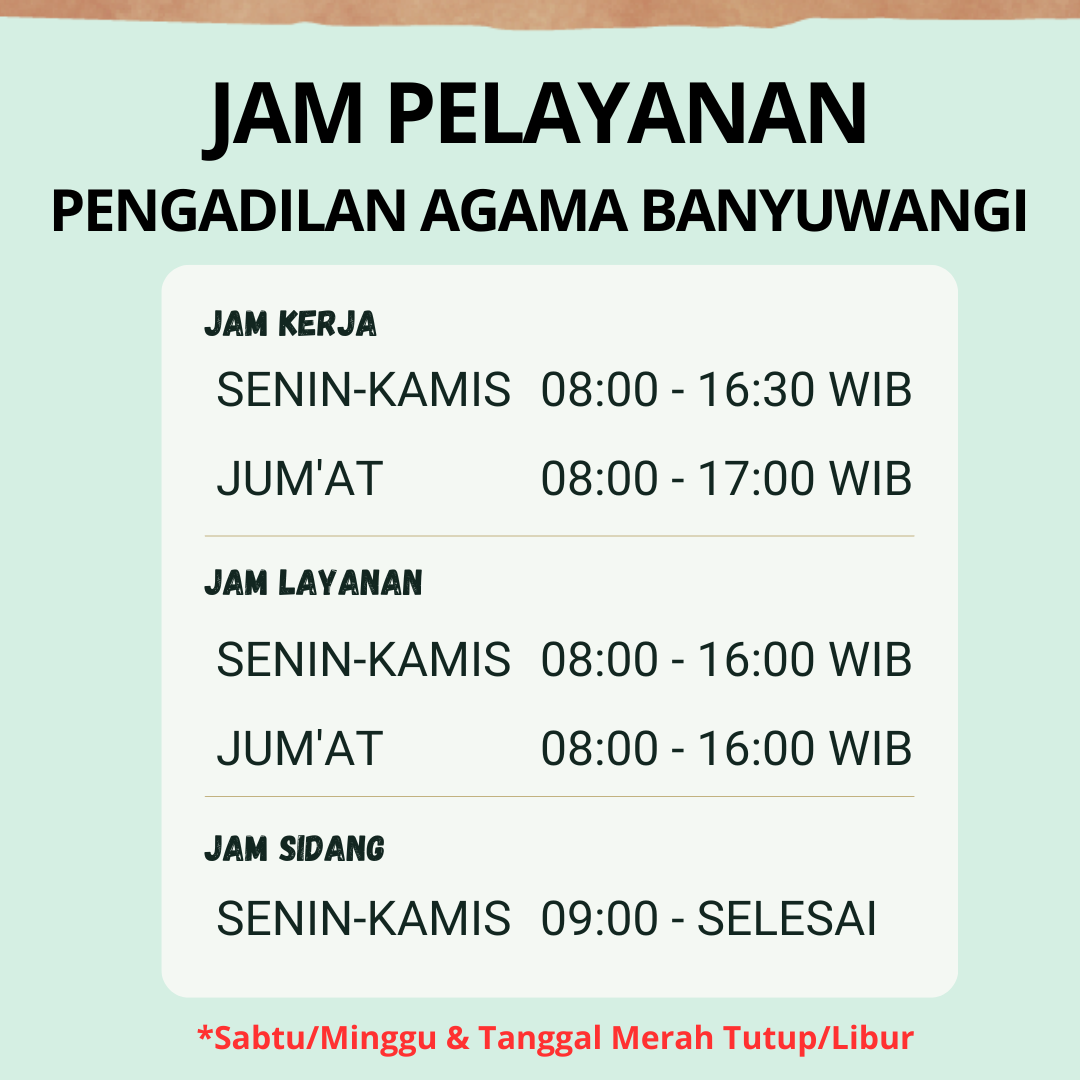 JAM PELAYANAN
PENGADILAN AGAMA BANYUWANGI
JAM KERJA
SENIN-KAMIS 08:00 - 16:30 WIB
JUM'AT 08:00 - 17:00 WIB
JAM LAYANAN
SENIN-KAMIS 08:00 - 16:00 WIB
JUM'AT 08:00 - 16:00 WIB
JAM SIDANG
SENIN-KAMIS 09:00 - SELESAI
*Sabtu/Minggu & Tanggal Merah Tutup/Libur